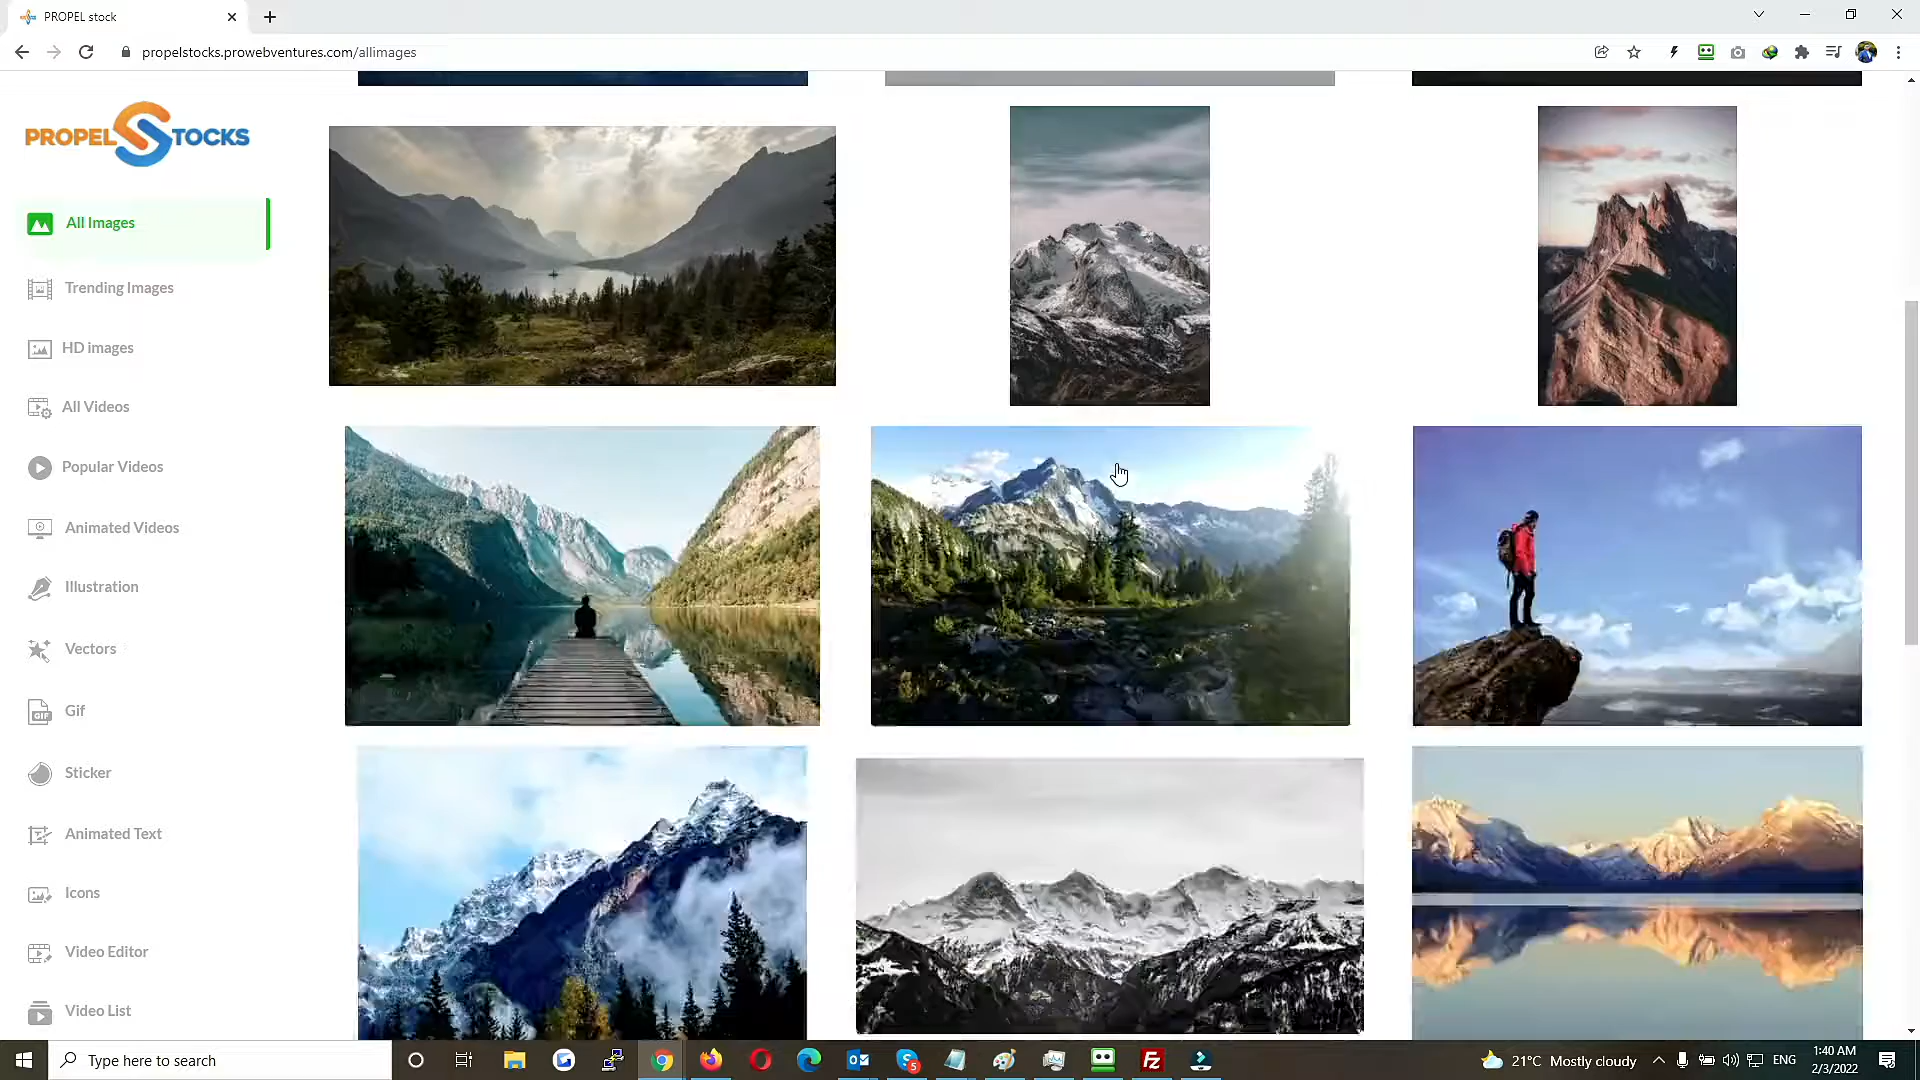 PROPEL stock
propelstocks.prowebventures.com/allimages
PROPEL STOCKS
All Images
Trending Images
HD images
All Videos
Popular Videos
Animated Videos
Illustration
Vectors
Gif
Sticker
Animated Text
Icons
Video Editor
Video List
Type here to search
5
21°C Mostly cloudy
ENG
1:40 AM
2/3/2022